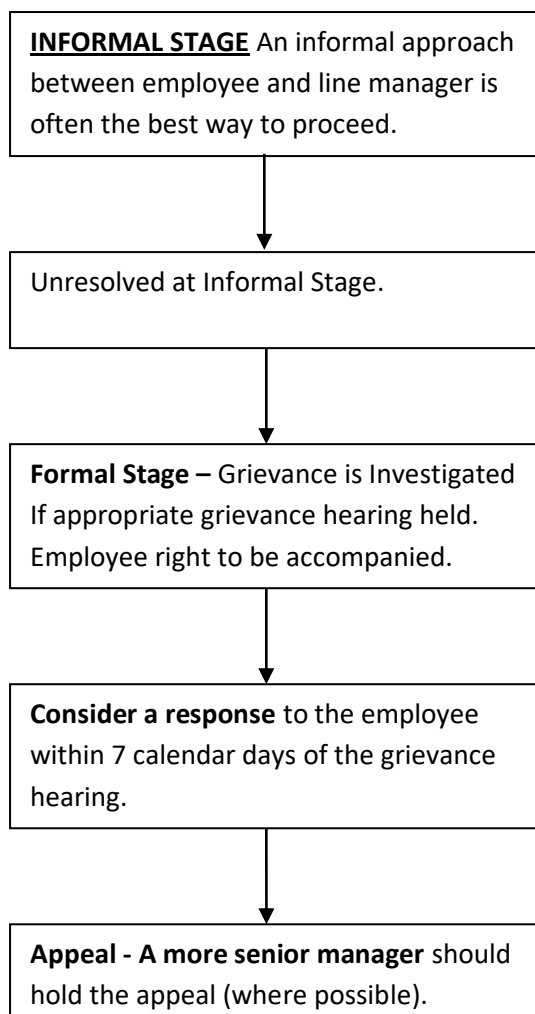 INFORMAL STAGE An informal approach
between employee and line manager is
often the best way to proceed.
Unresolved at Informal Stage.
Formal Stage – Grievance is Investigated
If appropriate grievance hearing held.
Employee right to be accompanied.
Consider a response to the employee
within 7 calendar days of the grievance
hearing.
Appeal - A more senior manager should
hold the appeal (where possible).